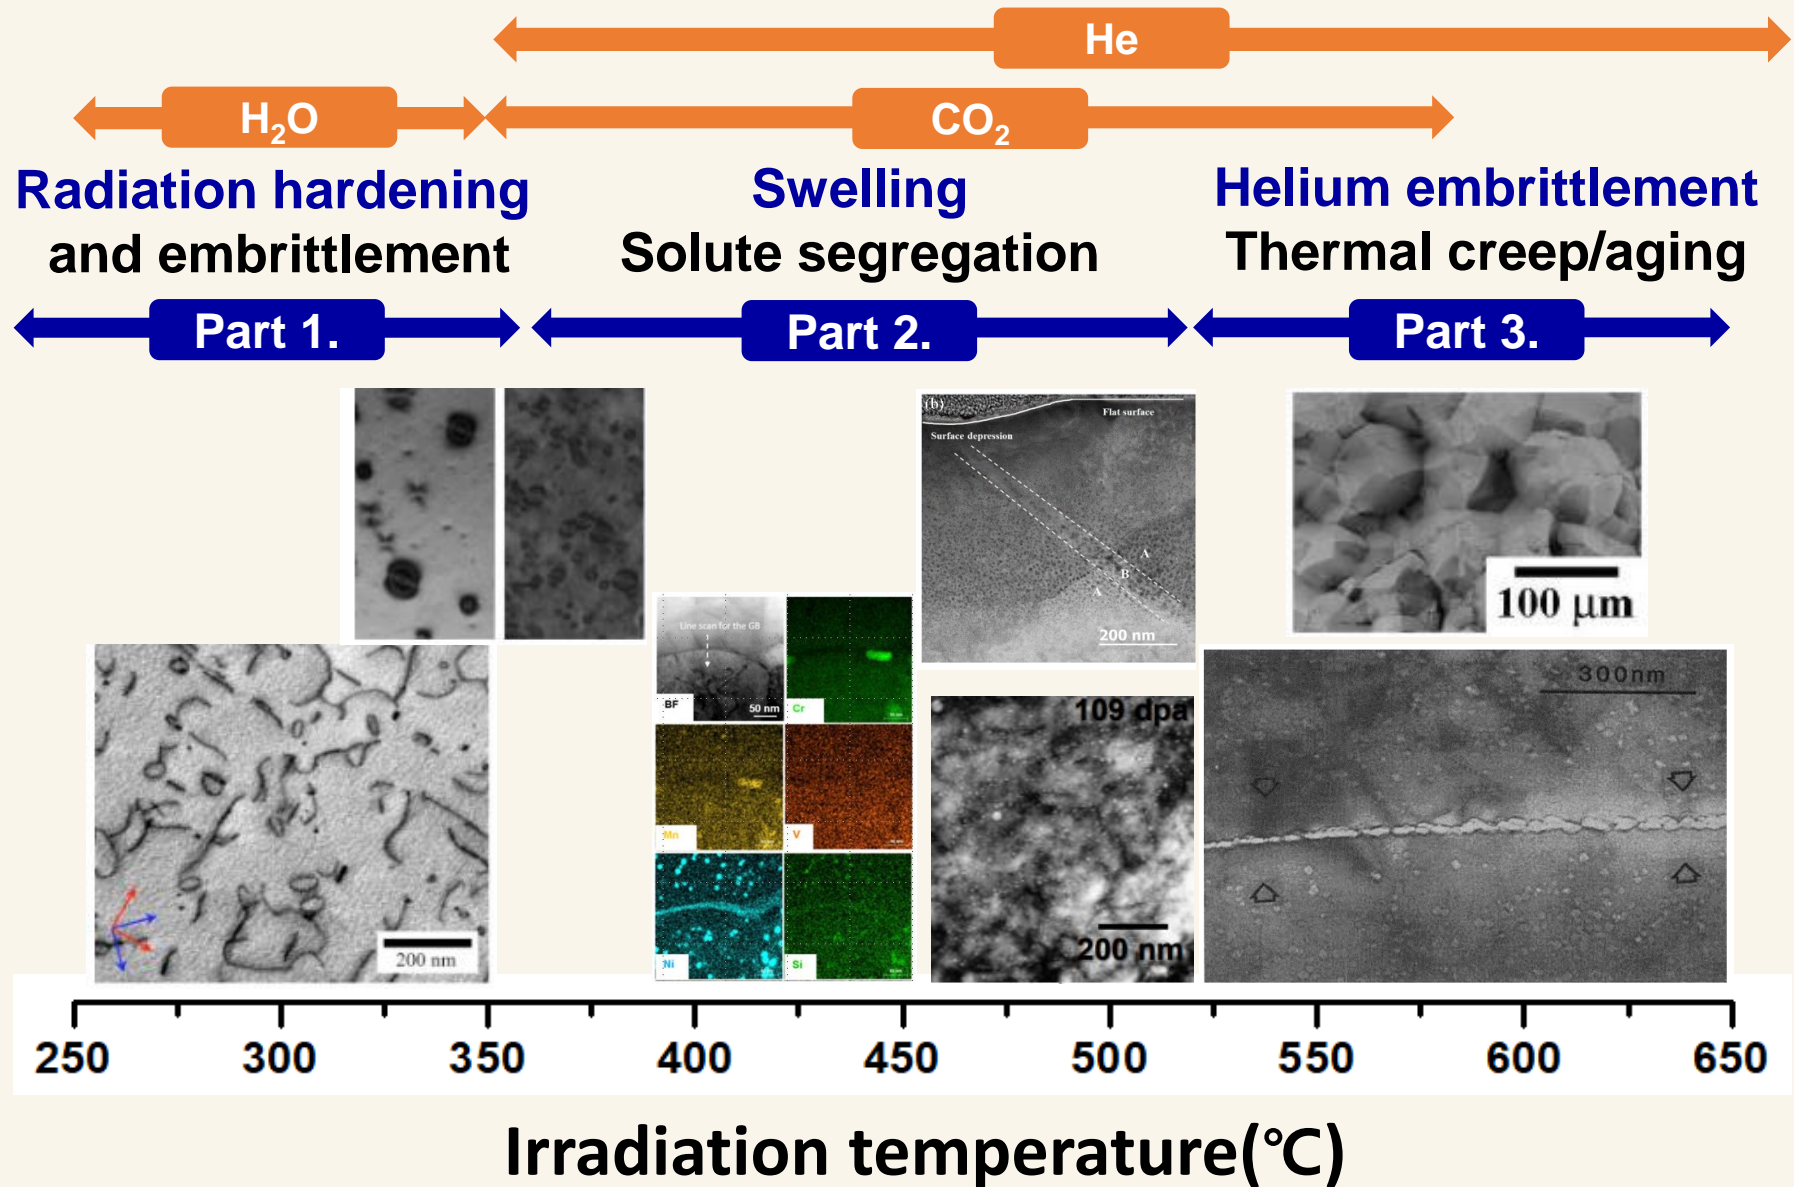 He
H₂O
CO₂
Radiation hardening
and embrittlement
Swelling
Solute segregation
Helium embrittlement
Thermal creep/aging
Part 1.
Part 2.
Part 3.
(b)
Flat surface
Surface depression
A
B
A
200 nm
100 μm
Line scan for the GB
BF
50 nm
Cr
Mn
V
Ni
Si
109 dpa
200 nm
300nm
200 nm
250 300 350 400 450 500 550 600 650
Irradiation temperature(℃)